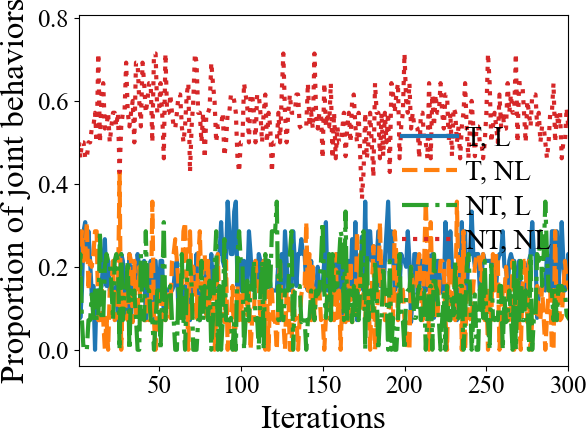 Proportion of joint behaviors
0.8
0.6
0.4
0.2
0.0
T, L
T, NL
NT, L
NT, NL
50
100
150
200
250
300
Iterations